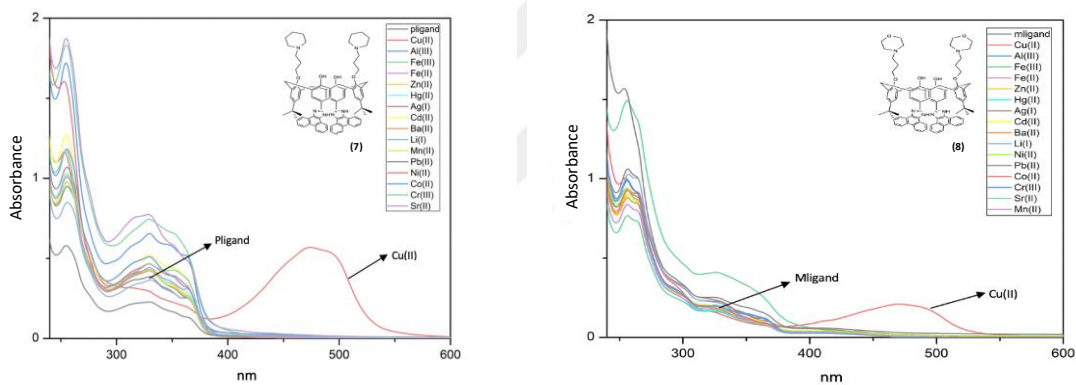 2
1
0
Absorbance
300
400
500
600
nm
pligand
Cu(II)
Al(III)
Fe(III)
Fe(II)
Zn(II)
Hg(II)
Ag(I)
Cd(II)
Ba(II)
Li(I)
Mn(II)
Pb(II)
Ni(II)
Co(II)
Cr(III)
Sr(II)
OH OH
(7)
Pligand
Cu(II)
2
1
0
Absorbance
300
400
500
600
nm
mligand
Cu(II)
Al(III)
Fe(III)
Fe(II)
Zn(II)
Hg(II)
Ag(I)
Cd(II)
Ba(II)
Li(I)
Ni(II)
Pb(II)
Co(II)
Cr(III)
Sr(II)
Mn(II)
OH OH
(8)
Mligand
Cu(II)